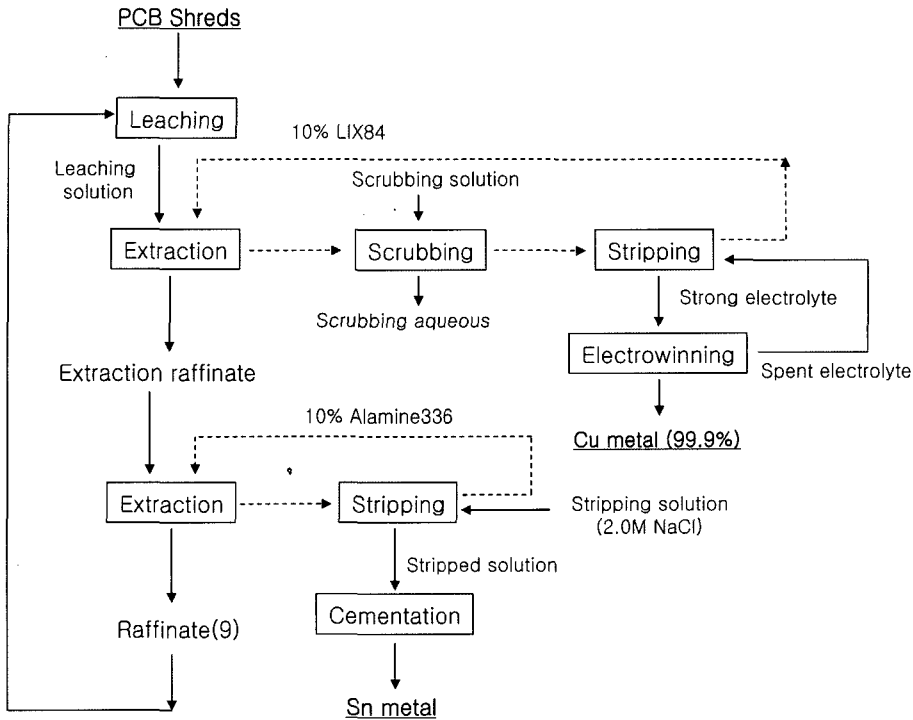 PCB Shreds
Leaching
10% LIX84
Leaching
solution
Scrubbing solution
Extraction
Scrubbing
Stripping
Strong electrolyte
Scrubbing aqueous
Electrowinning
Spent electrolyte
Extraction raffinate
Cu metal (99.9%)
10% Alamine336
Extraction
Stripping
Stripping solution
(2.0M NaCl)
Stripped solution
Cementation
Raffinate(9)
Sn metal